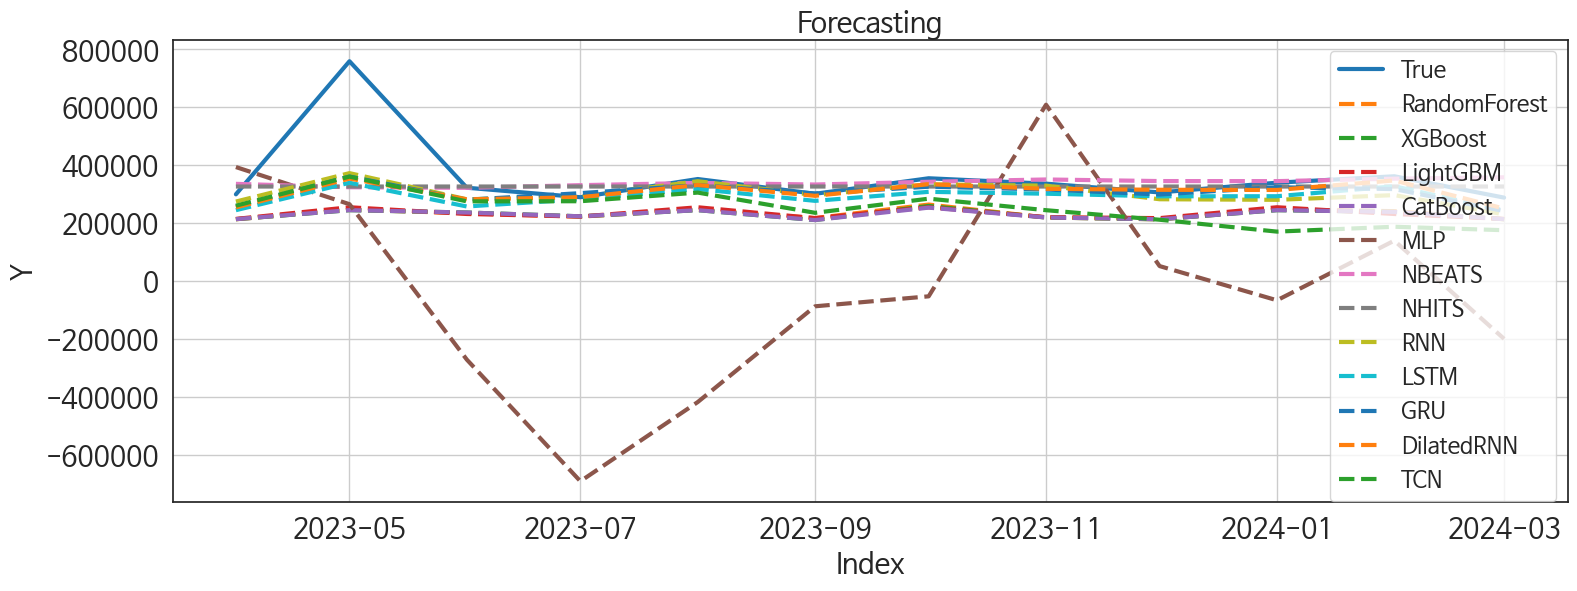 Forecasting
800000
600000
400000
200000
0
−200000
−400000
−600000
Y
2023−05
2023−07
2023−09
2023−11
2024−01
2024−03
Index
True
RandomForest
XGBoost
LightGBM
CatBoost
MLP
NBEATS
NHITS
RNN
LSTM
GRU
DilatedRNN
TCN